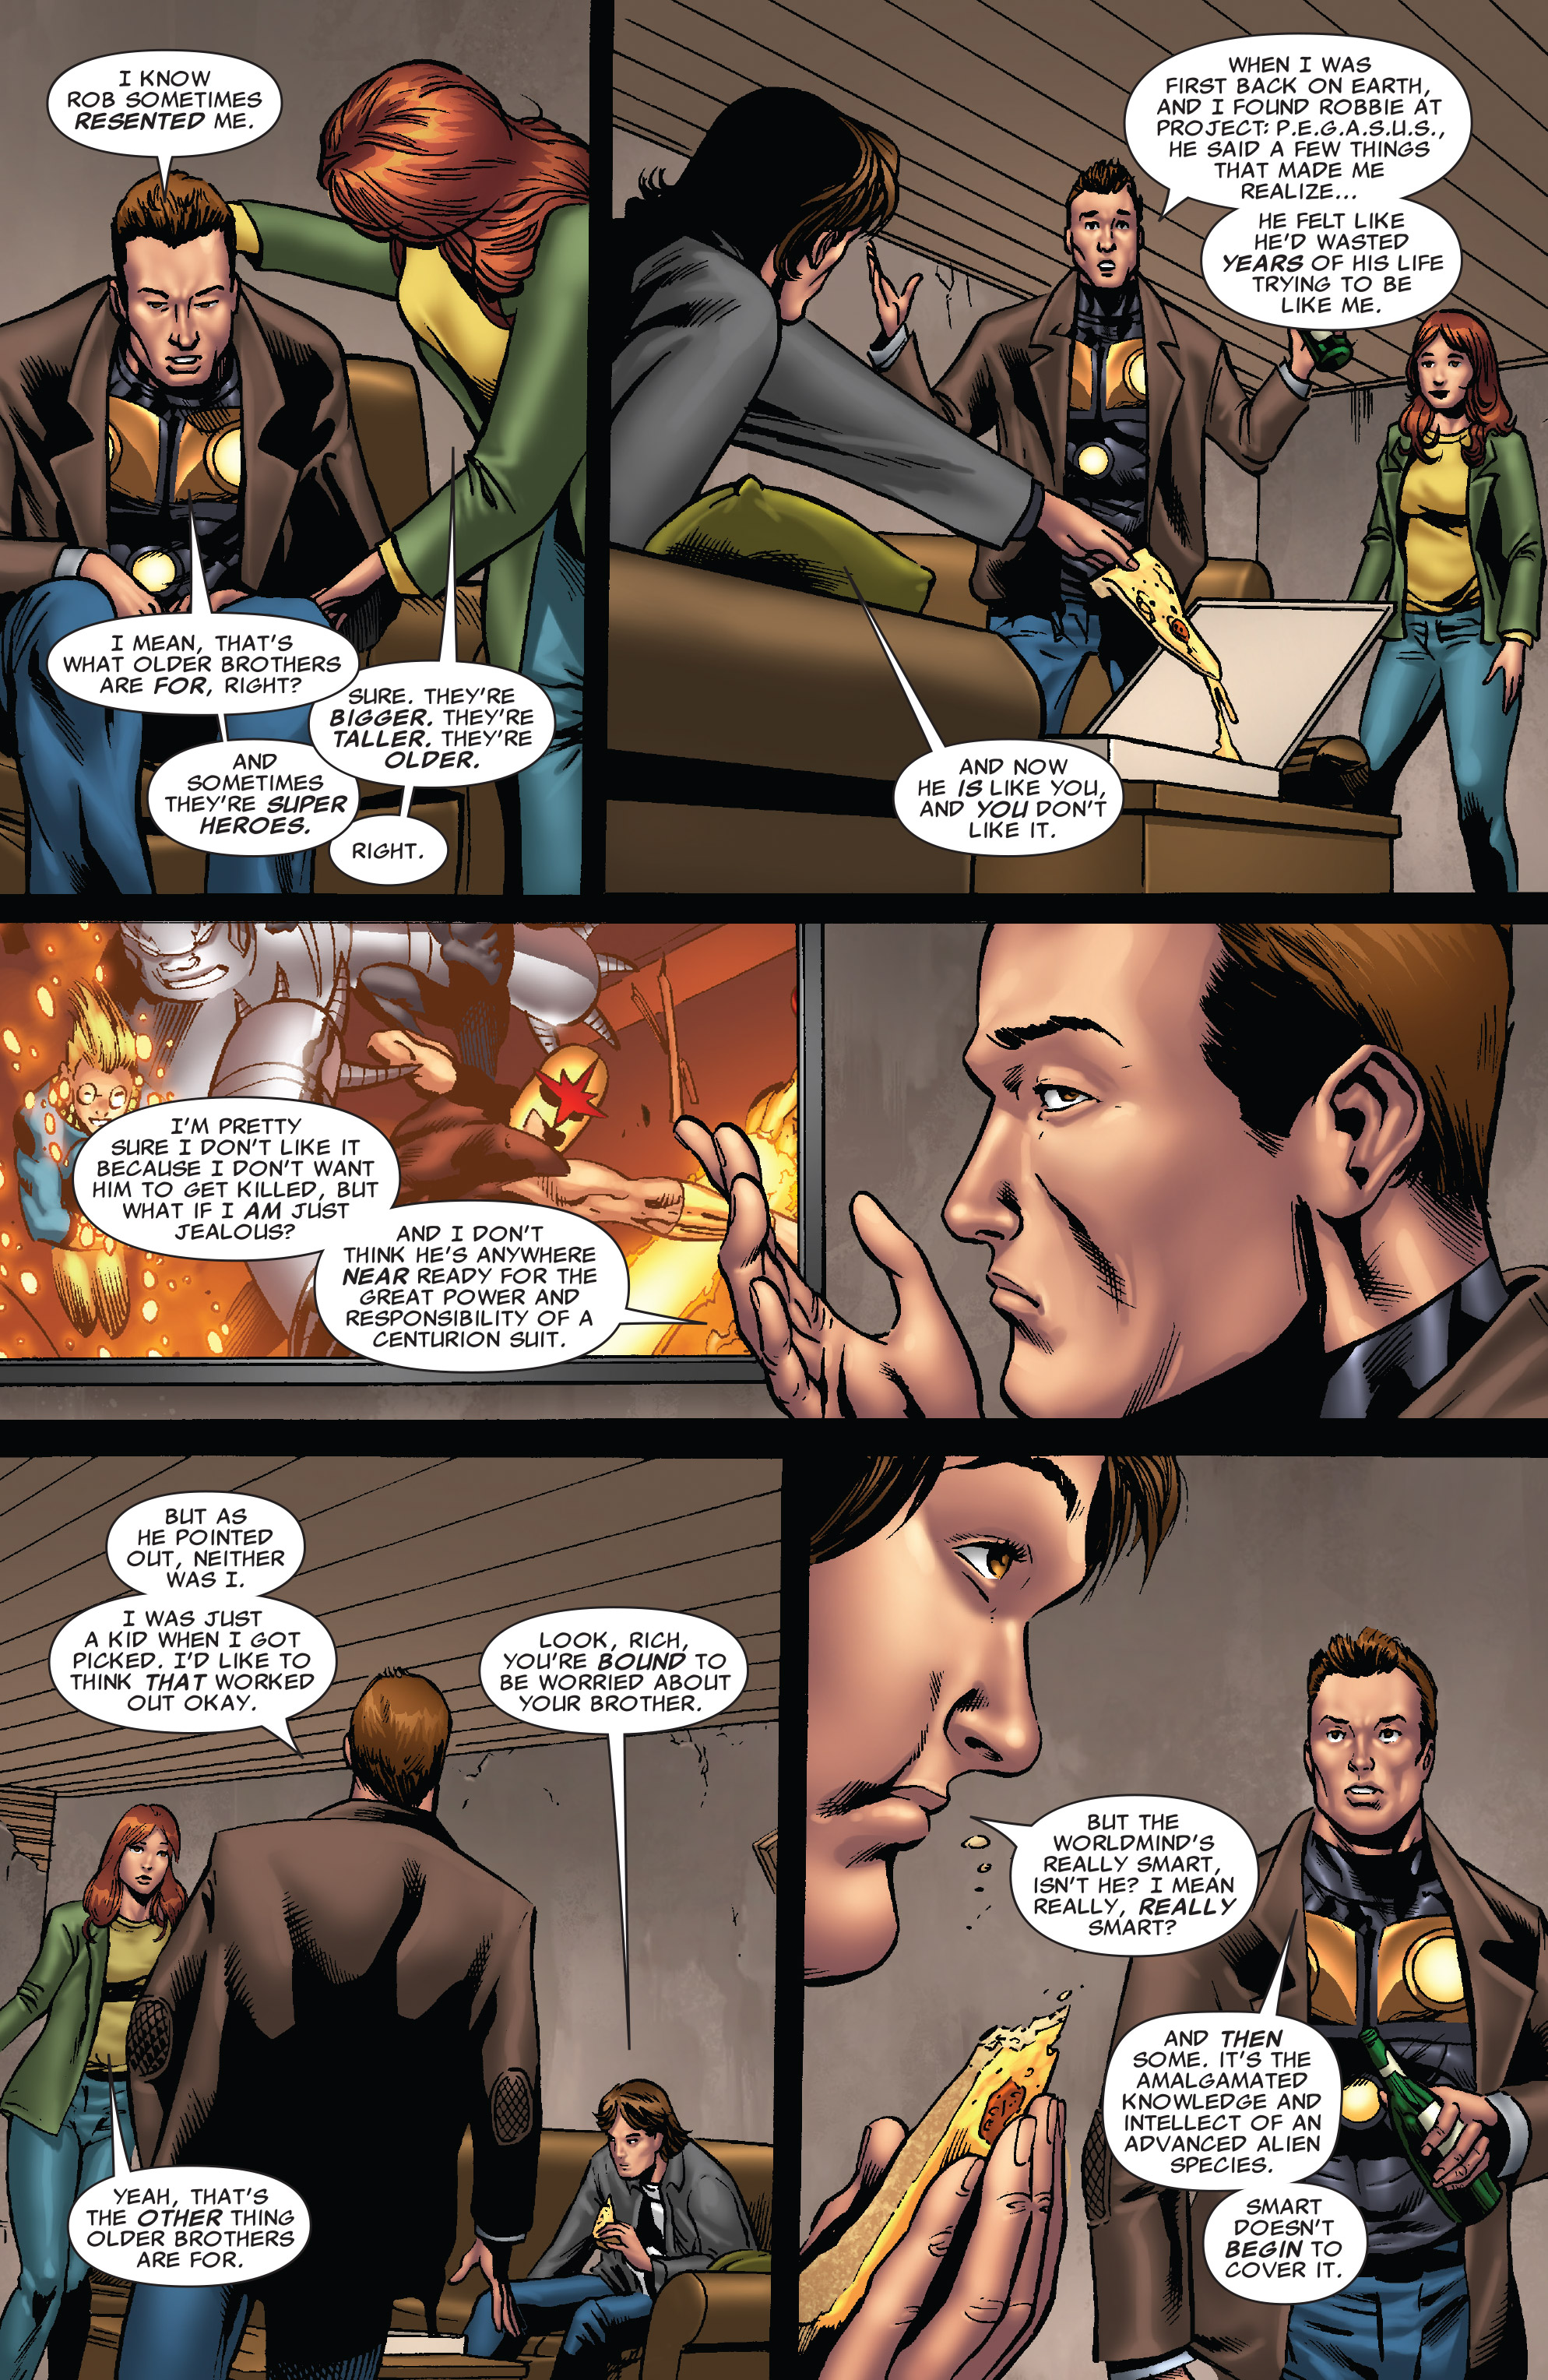 I KNOW
ROB SOMETIMES
RESENTED ME.
I MEAN, THAT'S
WHAT OLDER BROTHERS
ARE FOR, RIGHT?
AND
SOMETIMES
THEY'RE SUPER
HEROES.
SURE. THEY'RE
BIGGER. THEY'RE
TALLER. THEY'RE
OLDER.
RIGHT.
WHEN I WAS
FIRST BACK ON EARTH,
AND I FOUND ROBBIE AT
PROJECT: P.E.G.A.S.U.S.,
HE SAID A FEW THINGS
THAT MADE ME
REALIZE...
HE FELT LIKE
HE'D WASTED
YEARS OF HIS LIFE
TRYING TO BE
LIKE ME.
AND NOW
HE IS LIKE YOU,
AND YOU DON'T
LIKE IT.
I'M PRETTY
SURE I DON'T LIKE IT
BECAUSE I DON'T WANT
HIM TO GET KILLED, BUT
WHAT IF I AM JUST
JEALOUS?
AND I DON'T
THINK HE'S ANYWHERE
NEAR READY FOR THE
GREAT POWER AND
RESPONSIBILITY OF A
CENTURION SUIT.
BUT AS
HE POINTED
OUT, NEITHER
WAS I.
I WAS JUST
A KID WHEN I GOT
PICKED. I'D LIKE TO
THINK THAT WORKED
OUT OKAY.
LOOK, RICH,
YOU'RE BOUND TO
BE WORRIED ABOUT
YOUR BROTHER.
YEAH, THAT'S
THE OTHER THING
OLDER BROTHERS
ARE FOR.
BUT THE
WORLDMIND'S
REALLY SMART,
ISN'T HE? I MEAN
REALLY, REALLY
SMART?
AND THEN
SOME. IT'S THE
AMALGAMATED
KNOWLEDGE AND
INTELLECT OF AN
ADVANCED ALIEN
SPECIES.
SMART
DOESN'T
BEGIN TO
COVER IT.